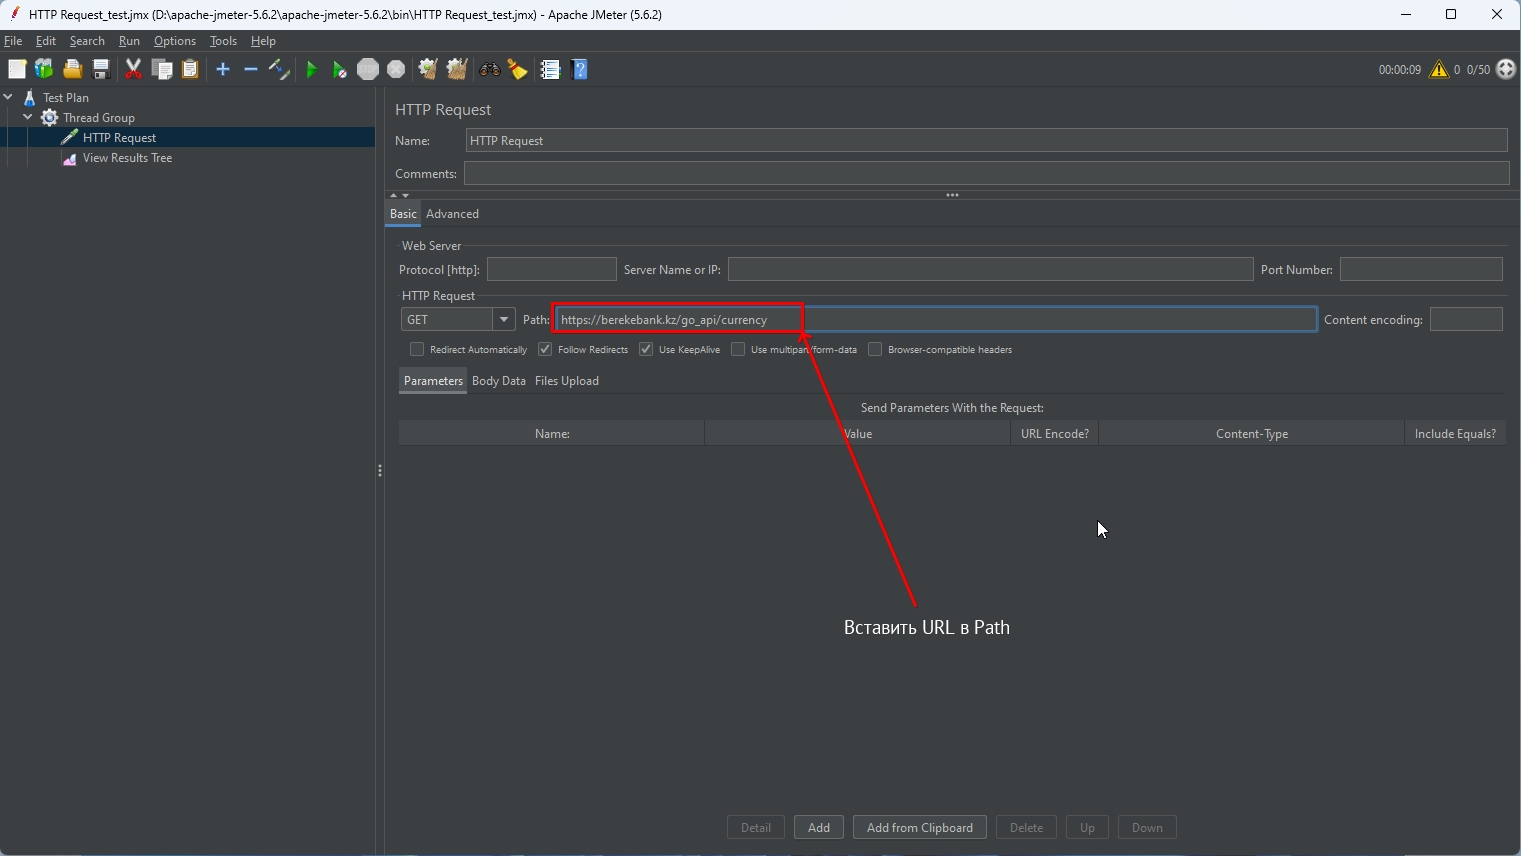 HTTP Request_test.jmx (D:\apache-jmeter-5.6.2\apache-jmeter-5.6.2\bin\HTTP Request_test.jmx) - Apache JMeter (5.6.2)
File Edit Search Run Options Tools Help
00:00:09 0 0/50
Test Plan
Thread Group
HTTP Request
View Results Tree
HTTP Request
Name: HTTP Request
Comments:
Basic Advanced
Web Server
Protocol [http]: Server Name or IP: Port Number:
HTTP Request
GET Path: https://berekebank.kz/go_api/currency Content encoding:
Redirect Automatically Follow Redirects Use KeepAlive Use multipart/form-data Browser-compatible headers
Parameters Body Data Files Upload
Send Parameters With the Request:
Name: Value URL Encode? Content-Type Include Equals?
Вставить URL в Path
Detail Add Add from Clipboard Delete Up Down